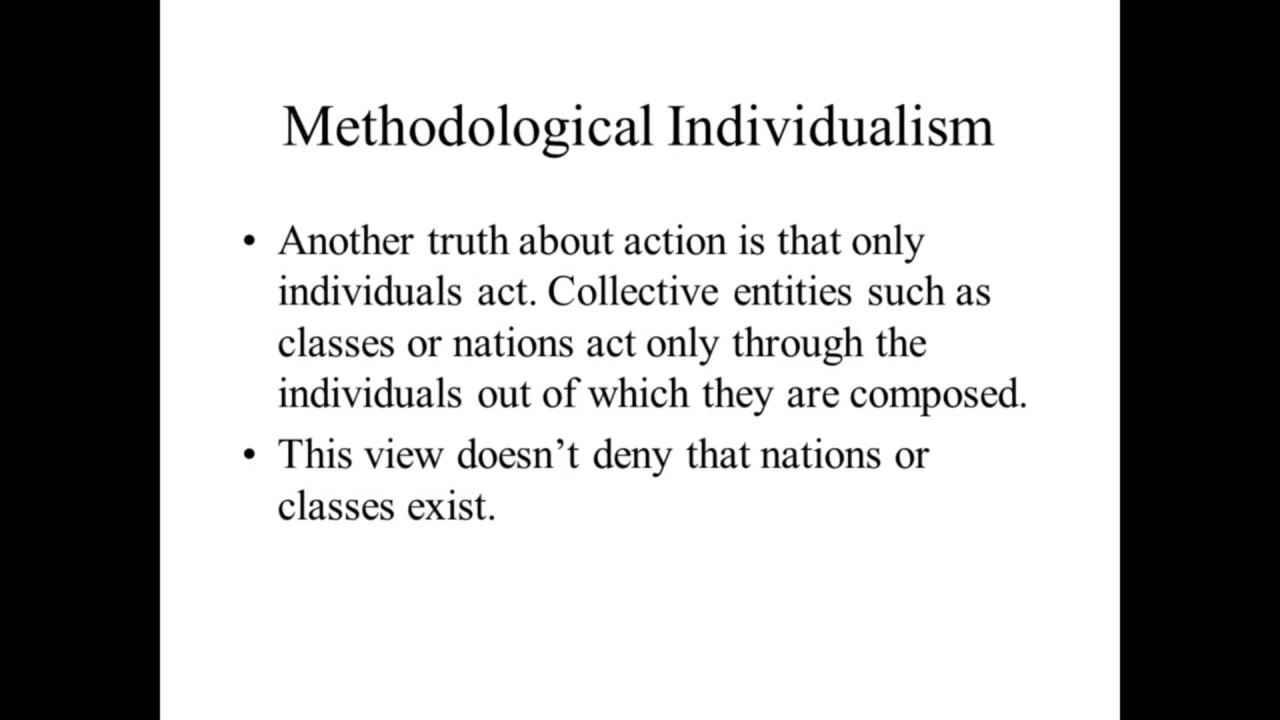 Methodological Individualism
• Another truth about action is that only
individuals act. Collective entities such as
classes or nations act only through the
individuals out of which they are composed.
• This view doesn’t deny that nations or
classes exist.